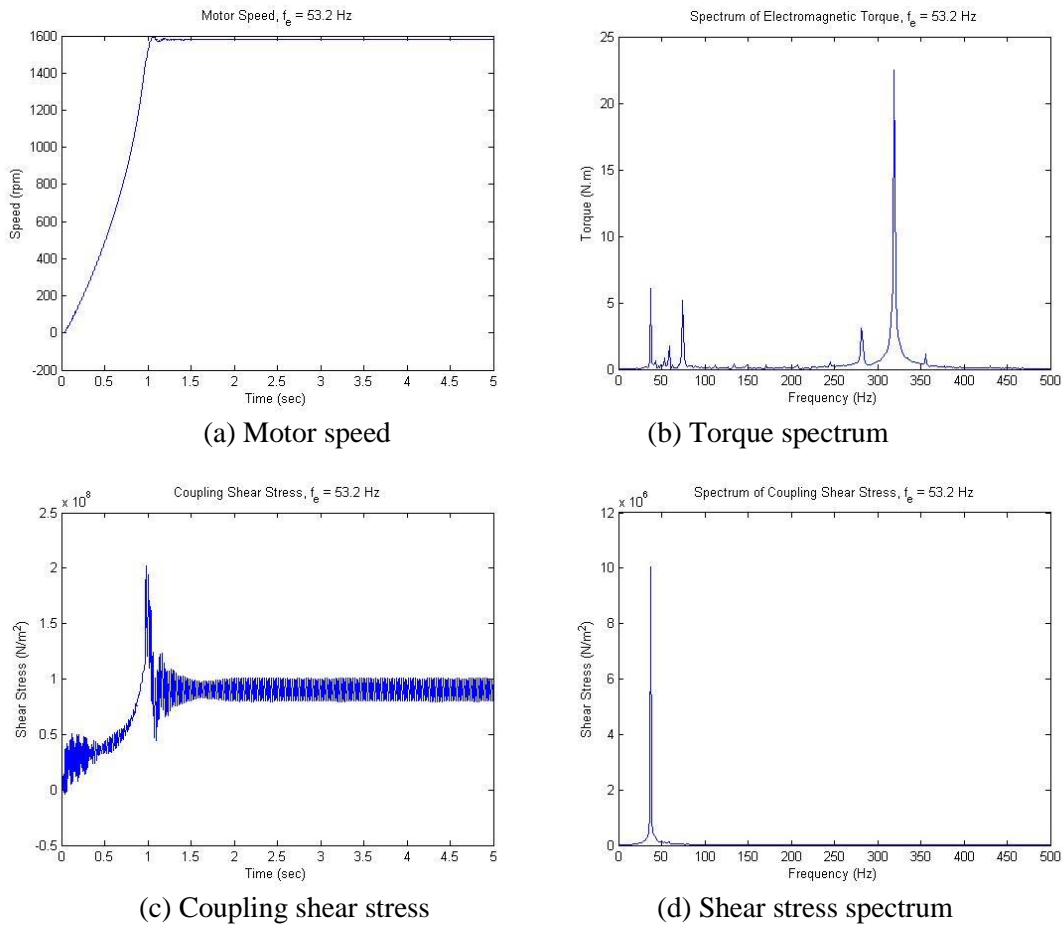 Motor Speed, fe = 53.2 Hz
1600
1400
1200
1000
800
600
400
200
0
-200
Speed (rpm)
0 0.5 1 1.5 2 2.5 3 3.5 4 4.5 5
Time (sec)
(a) Motor speed
Spectrum of Electromagnetic Torque, fe = 53.2 Hz
25
20
15
10
5
0
Torque (N.m)
0 50 100 150 200 250 300 350 400 450 500
Frequency (Hz)
(b) Torque spectrum
x 10^8
Coupling Shear Stress, fe = 53.2 Hz
2.5
2
1.5
1
0.5
0
-0.5
Shear Stress (N/m²)
0 0.5 1 1.5 2 2.5 3 3.5 4 4.5 5
Time (sec)
(c) Coupling shear stress
x 10^6
Spectrum of Coupling Shear Stress, fe = 53.2 Hz
12
10
8
6
4
2
0
Shear Stress (N/m²)
0 50 100 150 200 250 300 350 400 450 500
Frequency (Hz)
(d) Shear stress spectrum